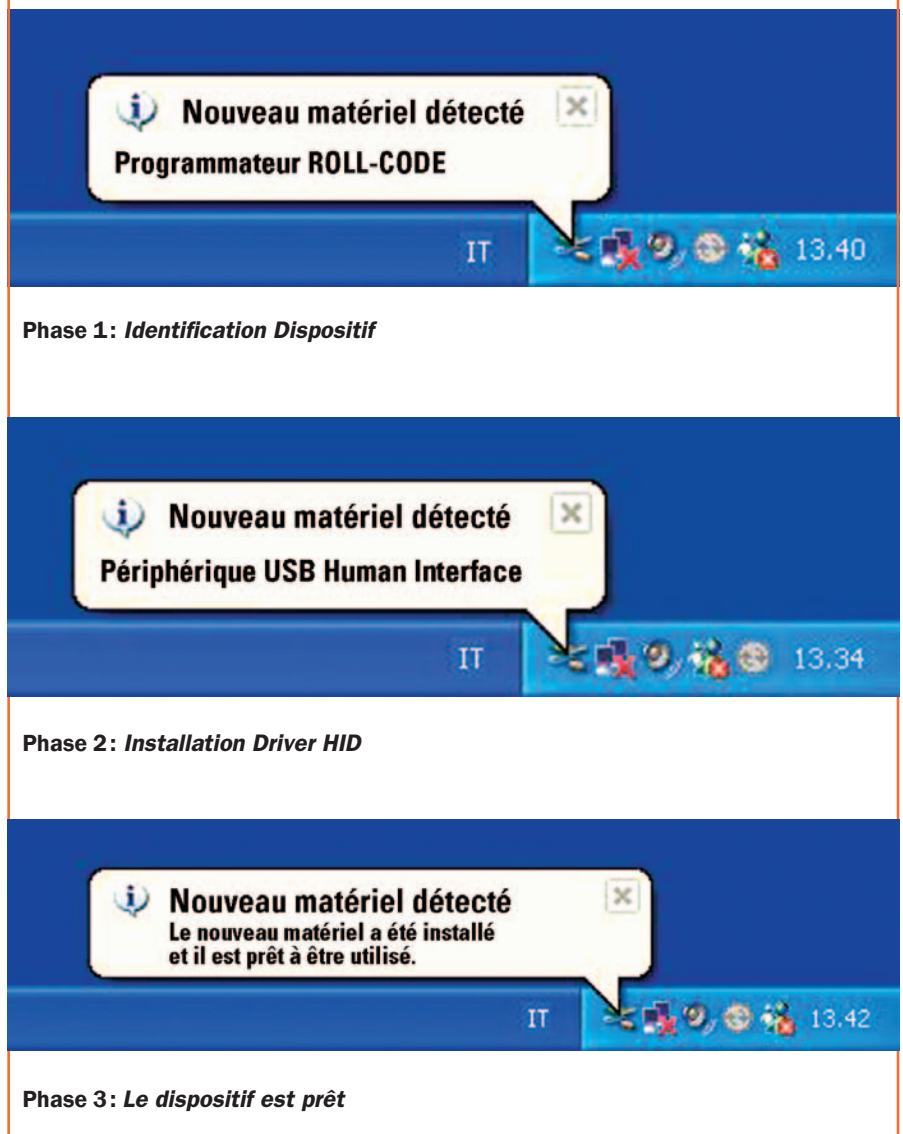 Nouveau matériel détecté
Programmateur ROLL-CODE
IT 13.40
Phase 1: Identification Dispositif
Nouveau matériel détecté
Périphérique USB Human Interface
IT 13.34
Phase 2: Installation Driver HID
Nouveau matériel détecté
Le nouveau matériel a été installé
et il est prêt à être utilisé.
IT 13.42
Phase 3: Le dispositif est prêt